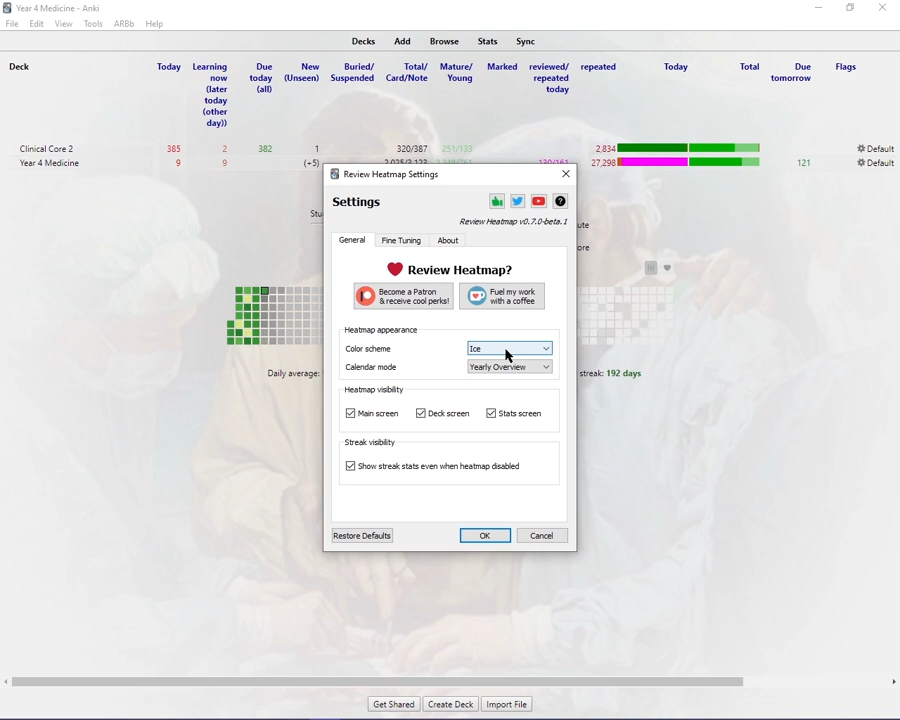 Year 4 Medicine - Anki
File Edit View Tools ARBb Help
Decks Add Browse Stats Sync
Deck Today Learning now (later today (other day)) Due today (all) New (Unseen) Buried/ Suspended Total/ Card/Note Mature/ Young Marked reviewed/ repeated today repeated Today Total Due tomorrow Flags
Clinical Core 2 385 2 382 1 320/387 251/133 2,834 Default
Year 4 Medicine 9 9 (+5) 130/161 27,298 121 Default
Review Heatmap Settings
Settings
Review Heatmap v0.7.0-beta.1
General Fine Tuning About
Review Heatmap?
Become a Patron
& receive cool perks!
Fuel my work
with a coffee
Heatmap appearance
Color scheme Ice
Calendar mode Yearly Overview
Heatmap visibility
Main screen Deck screen Stats screen
Streak visibility
Show streak stats even when heatmap disabled
Daily average: streak: 192 days
Restore Defaults OK Cancel
Get Shared Create Deck Import File